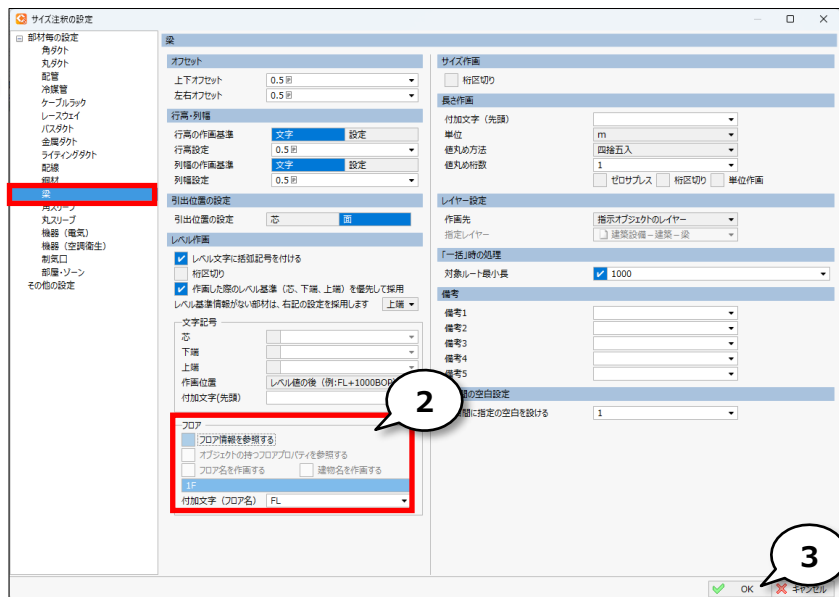 サイズ注釈の設定
部材毎の設定
角ダクト
丸ダクト
配管
冷媒管
ケーブルラック
レースウェイ
バスダクト
金属ダクト
ライティングダクト
配線
鋼材
梁
角スリーブ
丸スリーブ
機器（電気）
機器（空調衛生）
制気口
部屋・ゾーン
その他の設定
梁
オフセット
上下オフセット 0.5
左右オフセット 0.5
行高・列幅
行高の作画基準 文字 設定
行高設定 0.5
列幅の作画基準 文字 設定
列幅設定 0.5
引出位置の設定
引出位置の設定 芯 面
レベル作画
レベル文字に括弧記号を付ける
桁区切り
作画した際のレベル基準（芯、下端、上端）を優先して採用
レベル基準情報がない部材は、右記の設定を採用します 上端
文字記号
芯
下端
上端
作画位置 レベル値の後（例:FL+1000BOP)
付加文字(先頭)
フロア
フロア情報を参照する
オブジェクトの持つフロアプロパティを参照する
フロア名を作画する 建物名を作画する
1F
付加文字（フロア名） FL
サイズ作画
桁区切り
長さ作画
付加文字（先頭）
単位 m
値丸め方法 四捨五入
値丸め桁数 1
ゼロサプレス 桁区切り 単位作画
レイヤー設定
作画先 指示オブジェクトのレイヤー
指定レイヤー 建築設備－建築－梁
「一括」時の処理
対象ルート最小長 1000
備考
備考1
備考2
備考3
備考4
備考5
間の空白設定
間に指定の空白を設ける 1
2
3
OK キャンセル